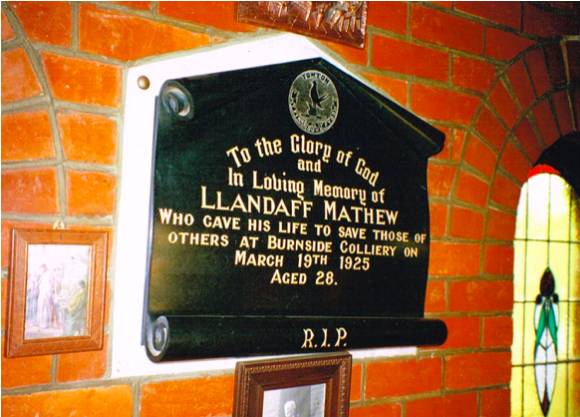 To the Glory of God
and
In Loving Memory of
LLANDAFF MATHEW
WHO GAVE HIS LIFE TO SAVE THOSE OF
OTHERS AT BURNSIDE COLLIERY ON
MARCH 19TH 1925
AGED 28.
R.I.P.